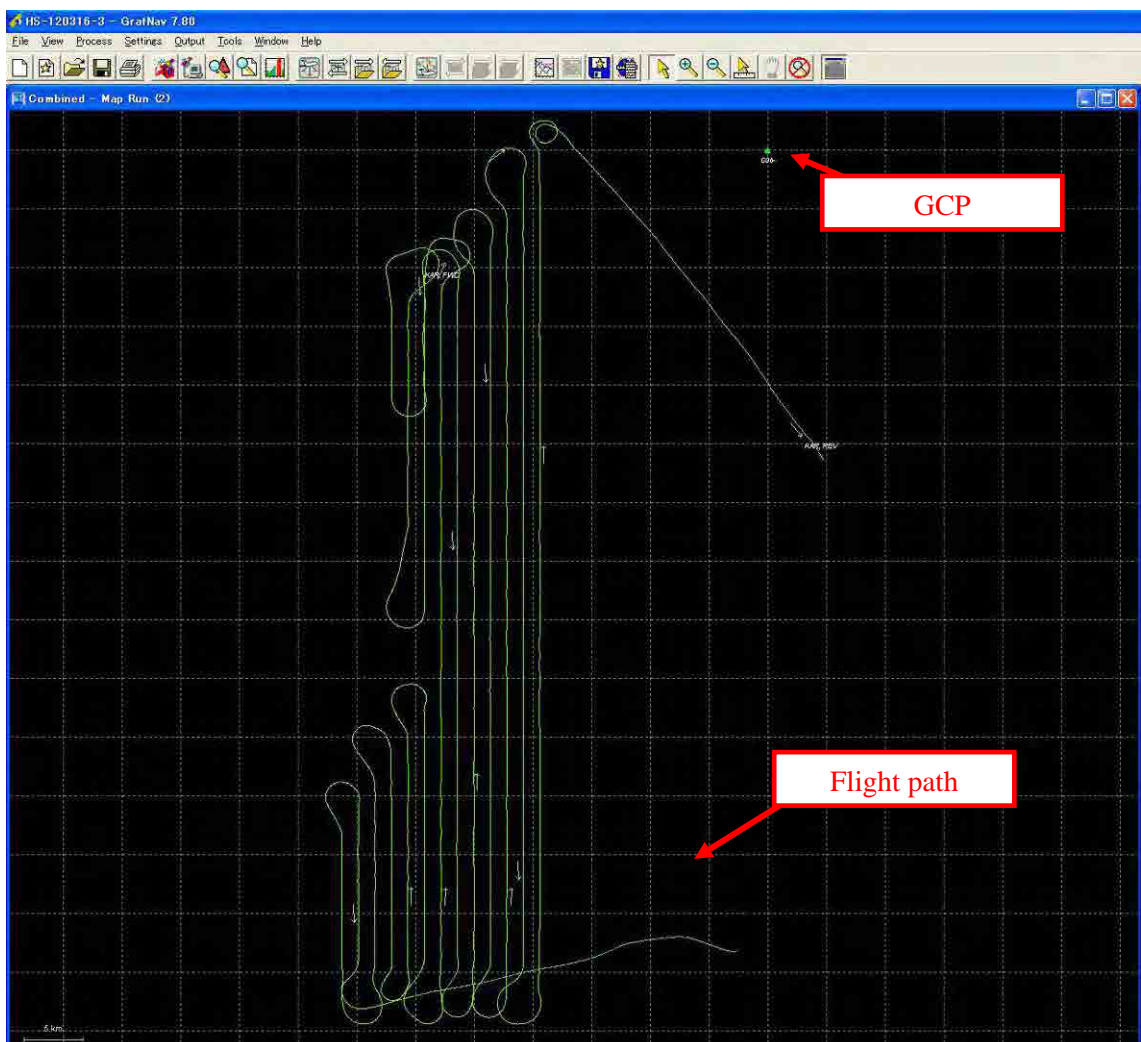 HS-120316-3 - GrafNav 7.80
File View Process Settings Output Tools Window Help
Combined - Map Run (2)
GCP
KAR, FWD
KAR, REV
Flight path
5 km